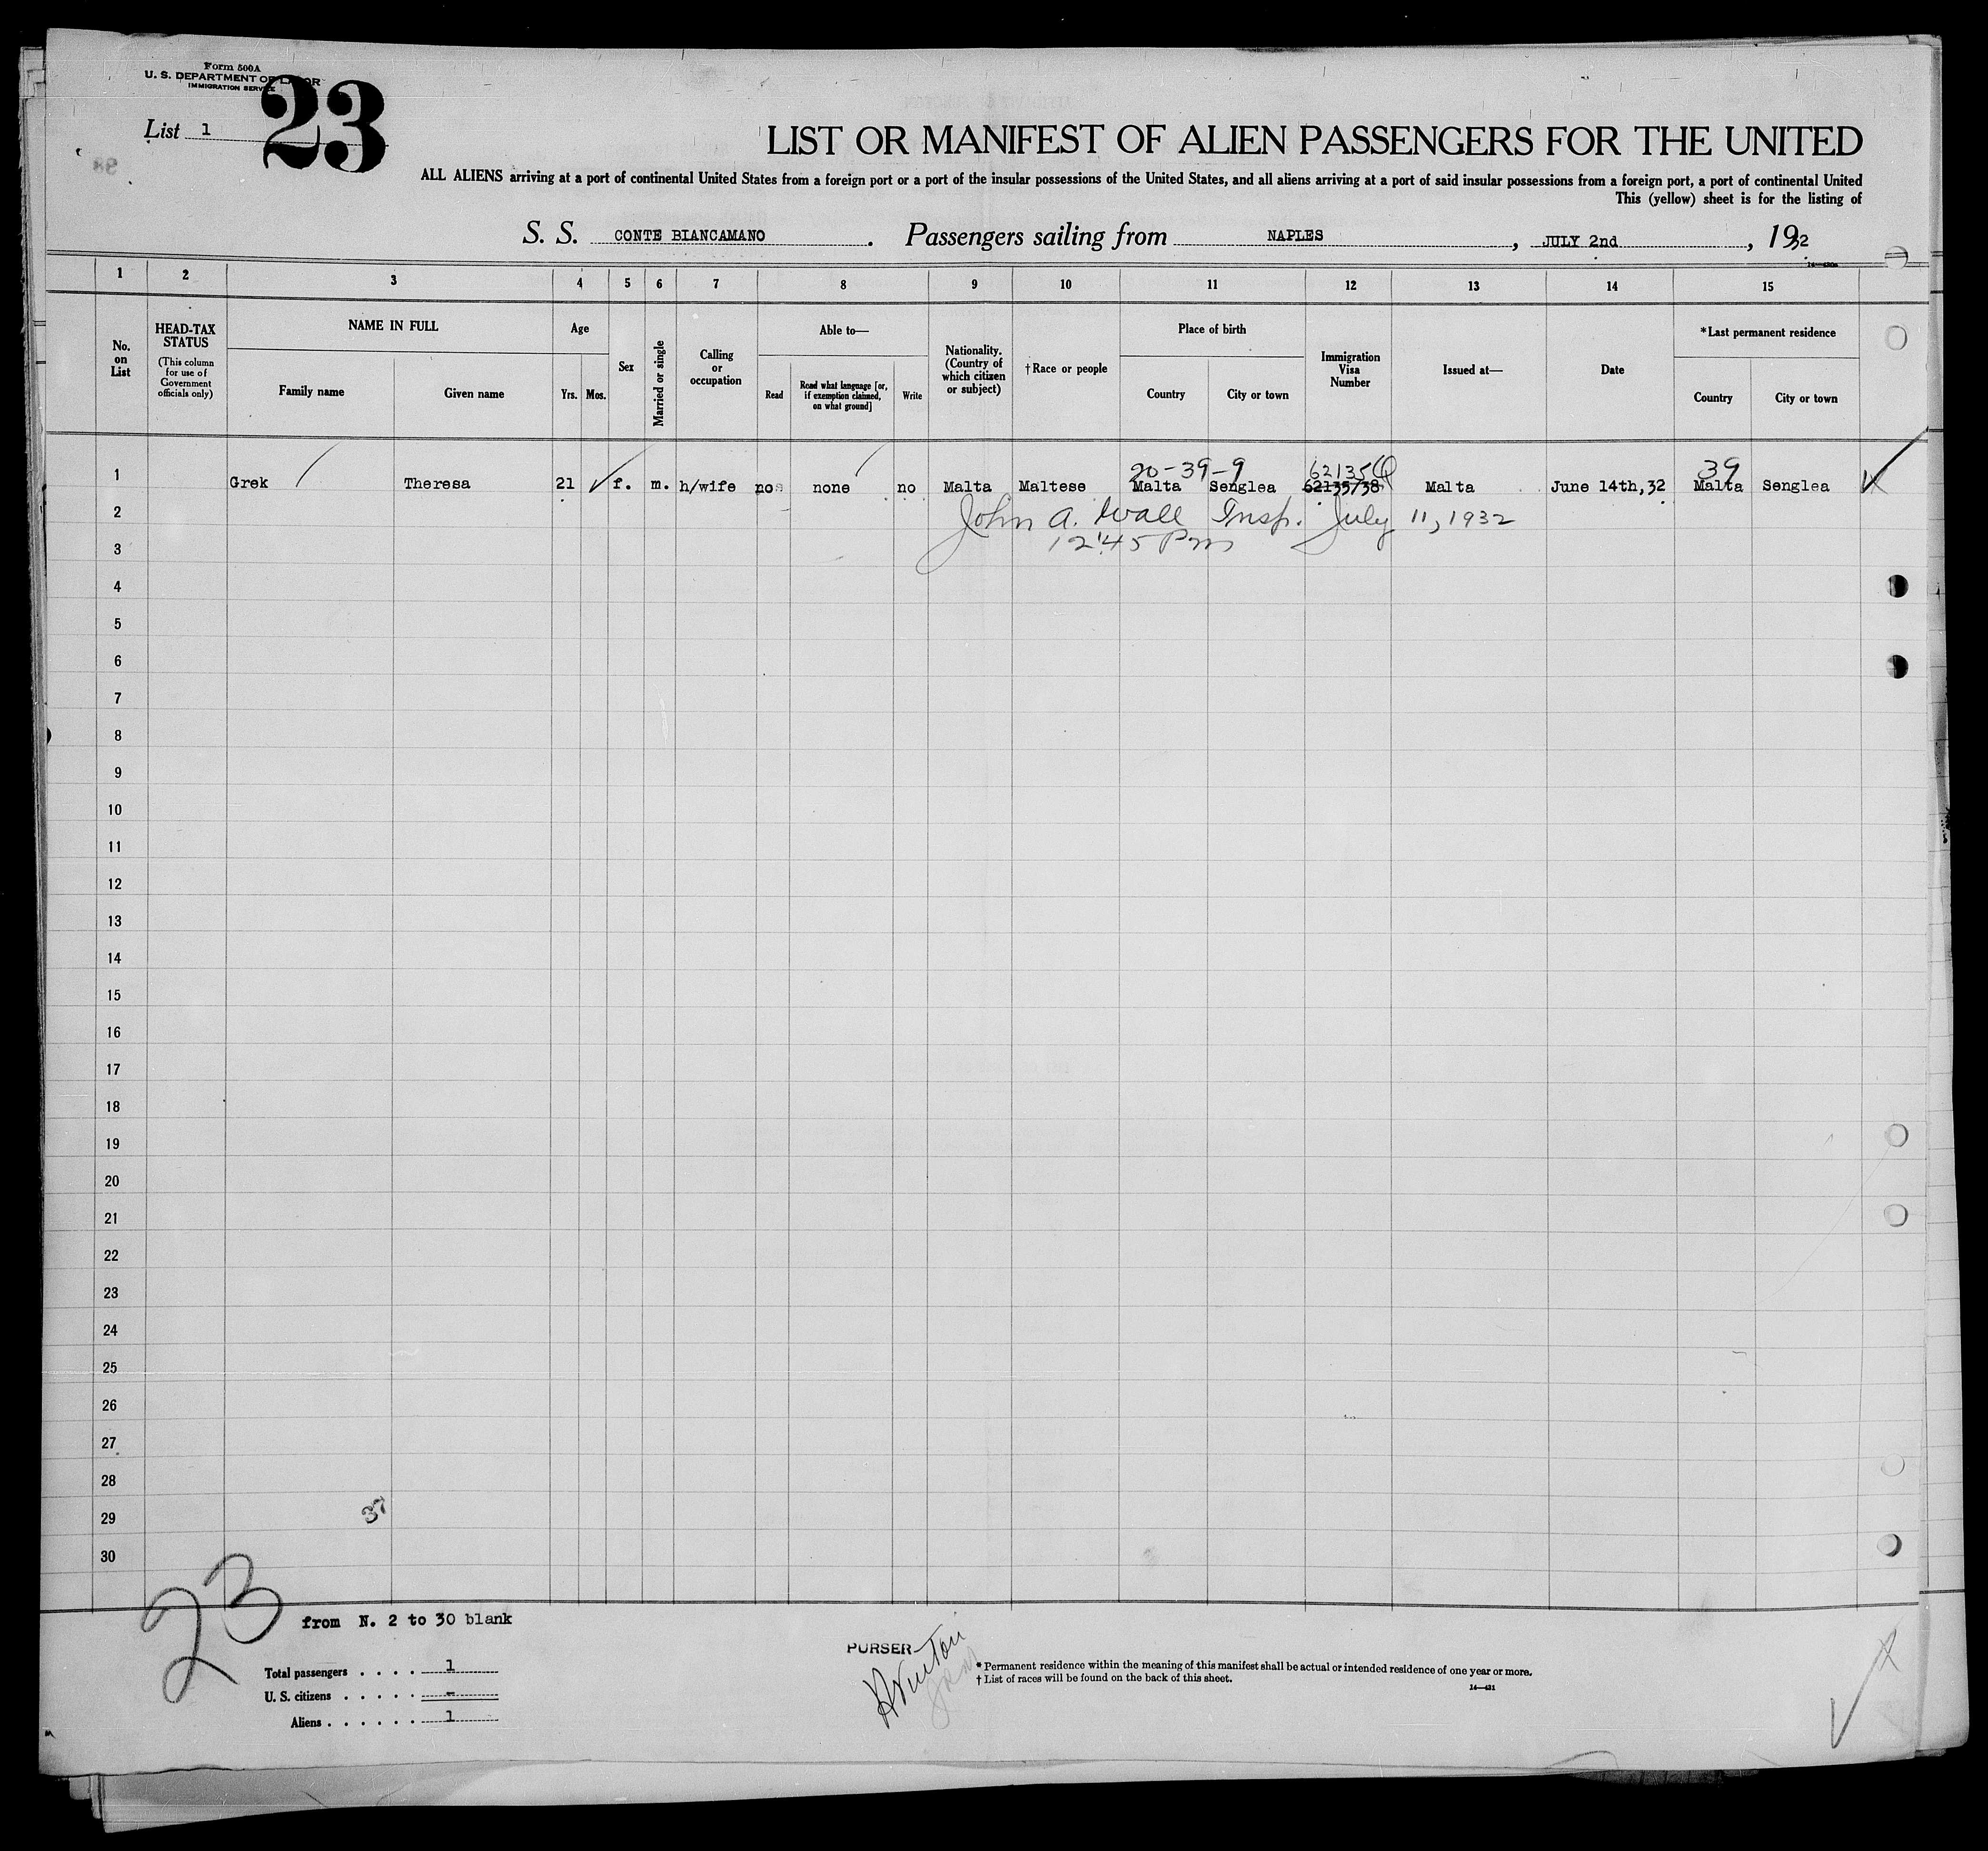 Form 500A
U. S. DEPARTMENT OF LABOR
IMMIGRATION SERVICE
List 1
23
LIST OR MANIFEST OF ALIEN PASSENGERS FOR THE UNITED
ALL ALIENS arriving at a port of continental United States from a foreign port or a port of the insular possessions of the United States, and all aliens arriving at a port of said insular possessions from a foreign port, a port of continental United
This (yellow) sheet is for the listing of
S. S. CONTE BIANCAMANO. Passengers sailing from NAPLES, JULY 2nd, 1932
1 2 3 4 5 6 7 8 9 10 11 12 13 14 15
No. on List
HEAD-TAX STATUS
(This column for use of Government officials only)
NAME IN FULL
Family name Given name
Age
Yrs. Mos.
Sex
Married or single
Calling or occupation
Able to—
Read
Read what language [or, if exemption claimed, on what ground]
Write
Nationality. (Country of which citizen or subject)
†Race or people
Place of birth
Country City or town
Immigration Visa Number
Issued at—
Date
*Last permanent residence
Country City or town
20-39-9 39
1 Grek Theresa 21 f. m. h/wife no none no Malta Maltese Malta Senglea 62135/38 Malta June 14th,32 Malta Senglea
2 John A. Wall Insp. July 11, 1932
3 12:45 Pm
4
5
6
7
8
9
10
11
12
13
14
15
16
17
18
19
20
21
22
23
24
25
26
27
28
29 37
30
23
from N. 2 to 30 blank
Total passengers . . . . 1
U. S. citizens . . . . . -
Aliens . . . . . . 1
PURSER
*Permanent residence within the meaning of this manifest shall be actual or intended residence of one year or more.
†List of races will be found on the back of this sheet.
14—431